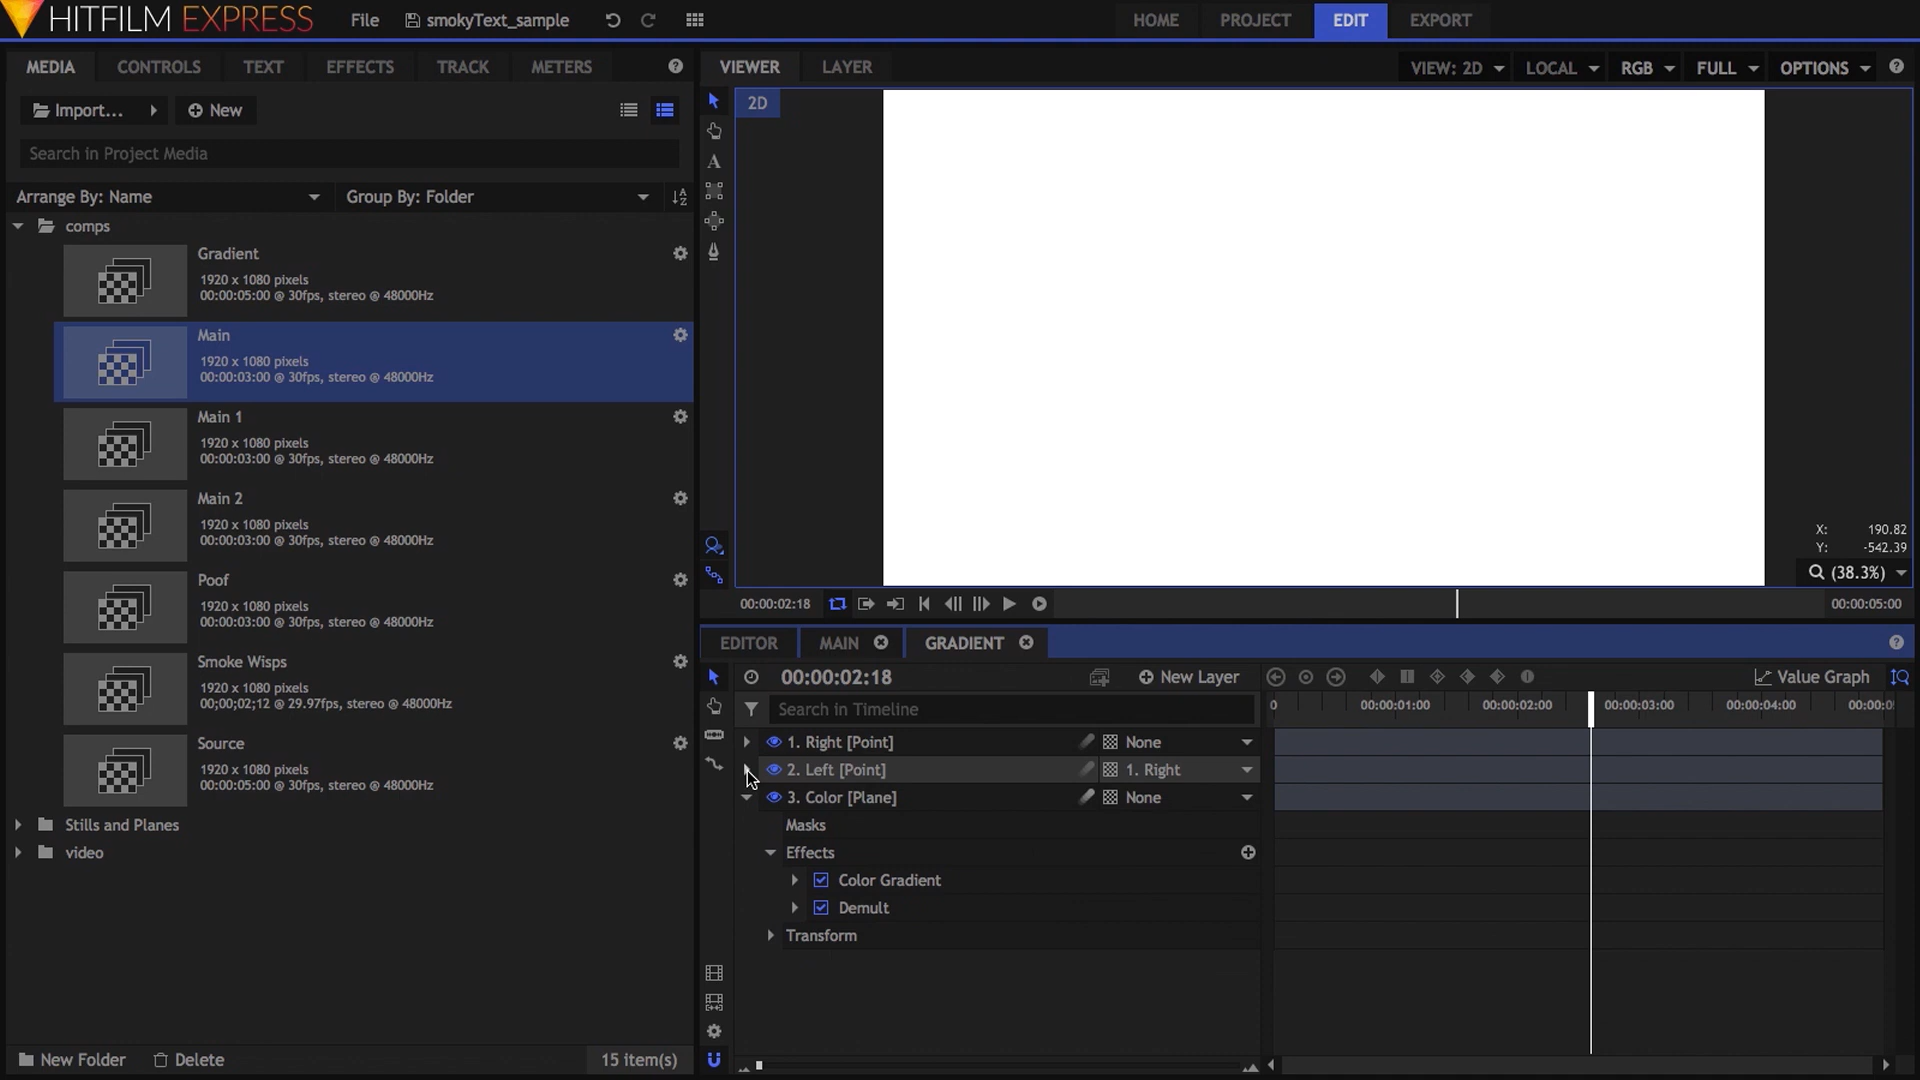 HITFILM EXPRESS
File
smokyText_sample
HOME
PROJECT
EDIT
EXPORT
MEDIA
CONTROLS
TEXT
EFFECTS
TRACK
METERS
Import...
New
Search in Project Media
Arrange By: Name
Group By: Folder
comps
Gradient
1920 x 1080 pixels
00:00:05:00 @ 30fps, stereo @ 48000Hz
Main
1920 x 1080 pixels
00:00:03:00 @ 30fps, stereo @ 48000Hz
Main 1
1920 x 1080 pixels
00:00:03:00 @ 30fps, stereo @ 48000Hz
Main 2
1920 x 1080 pixels
00:00:03:00 @ 30fps, stereo @ 48000Hz
Poof
1920 x 1080 pixels
00:00:03:00 @ 30fps, stereo @ 48000Hz
Smoke Wisps
1920 x 1080 pixels
00;00;02;12 @ 29.97fps, stereo @ 48000Hz
Source
1920 x 1080 pixels
00:00:05:00 @ 30fps, stereo @ 48000Hz
Stills and Planes
video
New Folder
Delete
15 item(s)
VIEWER
LAYER
VIEW: 2D
LOCAL
RGB
FULL
OPTIONS
2D
X: 190.82
Y: -542.39
(38.3%)
00:00:02:18
00:00:05:00
EDITOR
MAIN
GRADIENT
00:00:02:18
New Layer
Value Graph
Search in Timeline
0
00:00:01:00
00:00:02:00
00:00:03:00
00:00:04:00
1. Right [Point]
None
2. Left [Point]
1. Right
3. Color [Plane]
None
Masks
Effects
Color Gradient
Demult
Transform